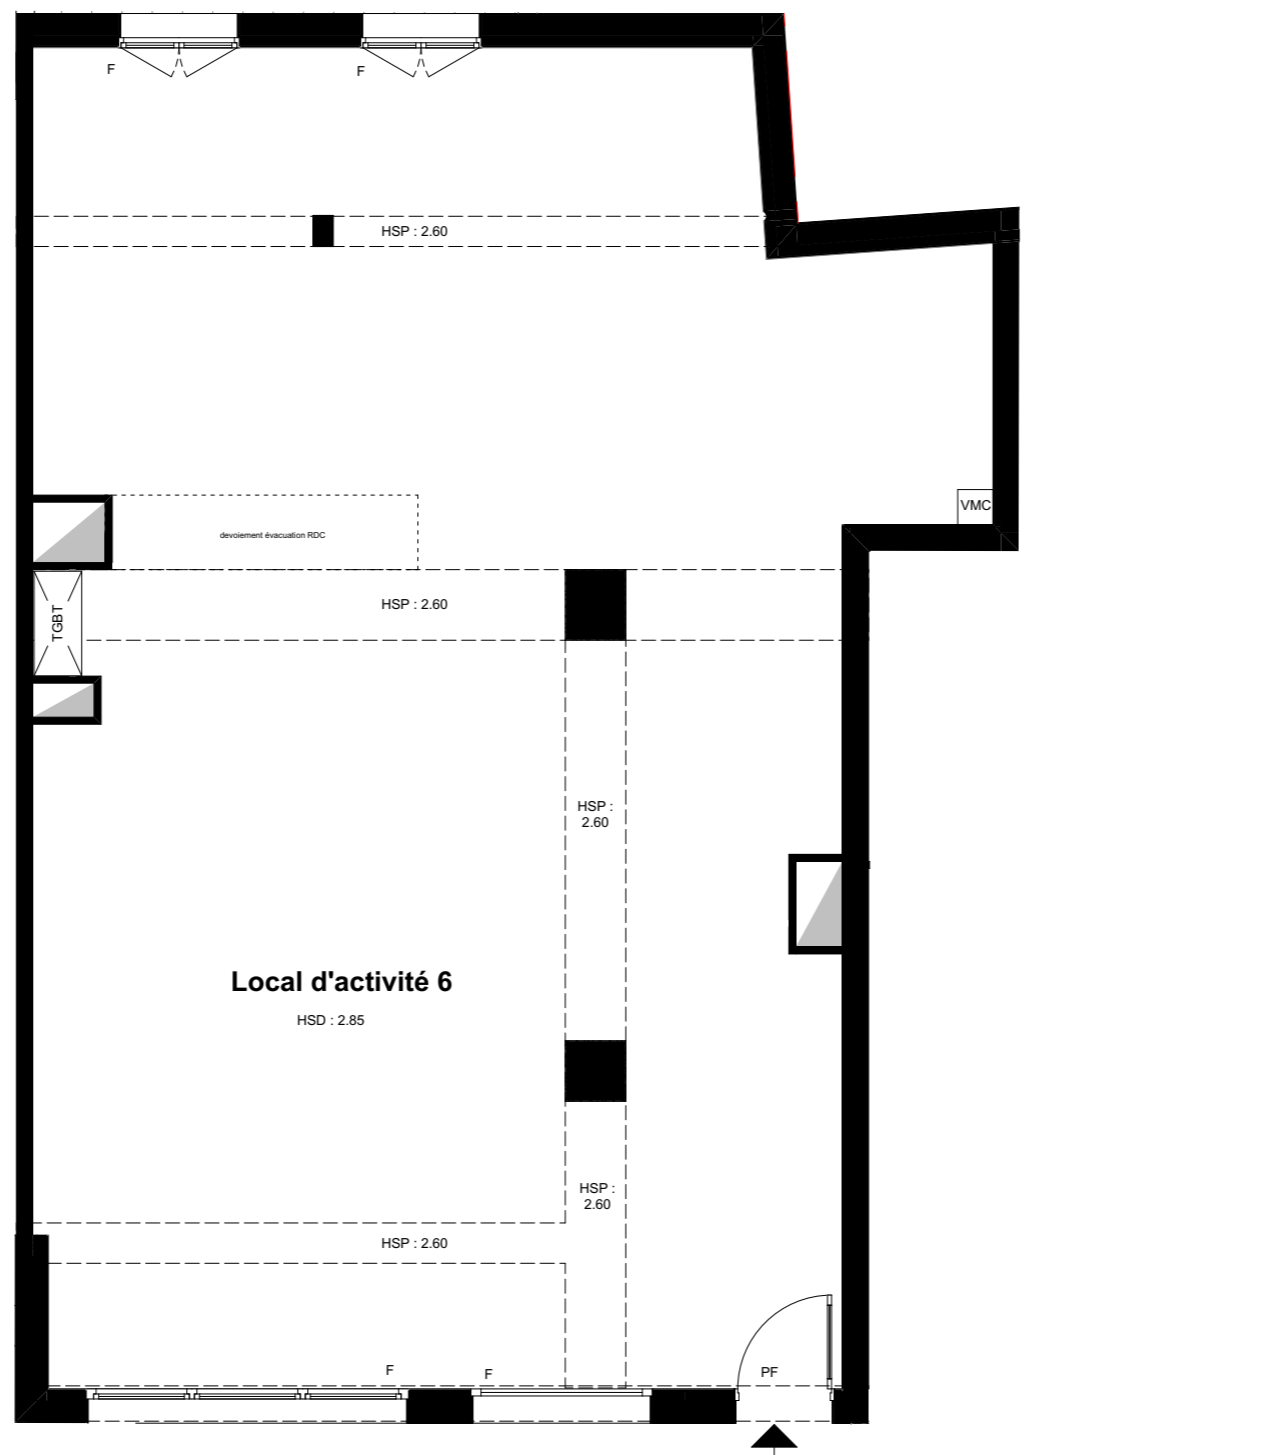 F
F
HSP : 2.60
VMC
devoiement évacuation RDC
HSP : 2.60
TGBT
HSP :
2.60
Local d'activité 6
HSD : 2.85
HSP :
2.60
HSP : 2.60
F
F
PF